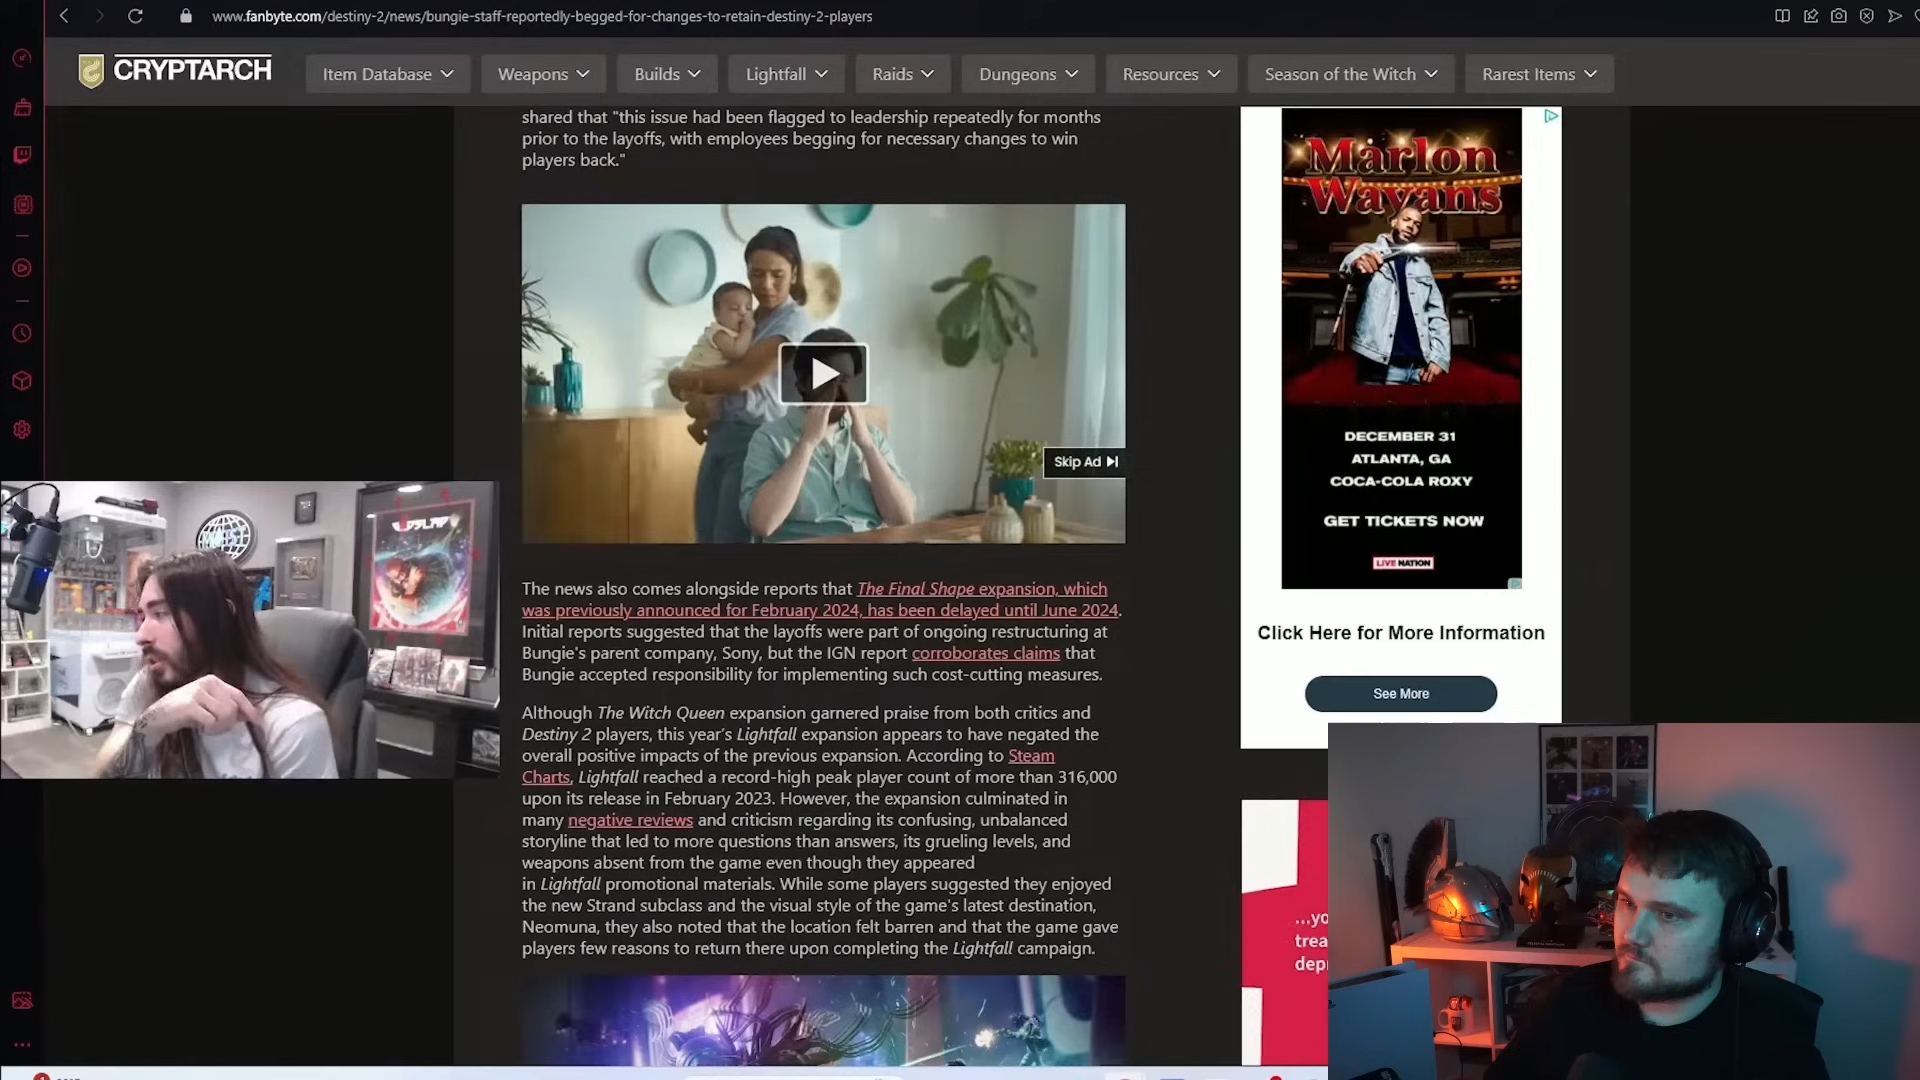 www.fanbyte.com/destiny-2/news/bungie-staff-reportedly-begged-for-changes-to-retain-destiny-2-players
CRYPTARCH
Item Database
Weapons
Builds
Lightfall
Raids
Dungeons
Resources
Season of the Witch
Rarest Items
shared that "this issue had been flagged to leadership repeatedly for months
prior to the layoffs, with employees begging for necessary changes to win
players back."
Skip Ad
The news also comes alongside reports that The Final Shape expansion, which
was previously announced for February 2024, has been delayed until June 2024.
Initial reports suggested that the layoffs were part of ongoing restructuring at
Bungie's parent company, Sony, but the IGN report corroborates claims that
Bungie accepted responsibility for implementing such cost-cutting measures.
Although The Witch Queen expansion garnered praise from both critics and
Destiny 2 players, this year's Lightfall expansion appears to have negated the
overall positive impacts of the previous expansion. According to Steam
Charts, Lightfall reached a record-high peak player count of more than 316,000
upon its release in February 2023. However, the expansion culminated in
many negative reviews and criticism regarding its confusing, unbalanced
storyline that led to more questions than answers, its grueling levels, and
weapons absent from the game even though they appeared
in Lightfall promotional materials. While some players suggested they enjoyed
the new Strand subclass and the visual style of the game's latest destination,
Neomuna, they also noted that the location felt barren and that the game gave
players few reasons to return there upon completing the Lightfall campaign.
Marlon
Wayans
DECEMBER 31
ATLANTA, GA
COCA-COLA ROXY
GET TICKETS NOW
LIVE NATION
Click Here for More Information
See More
...yo
trea
depr